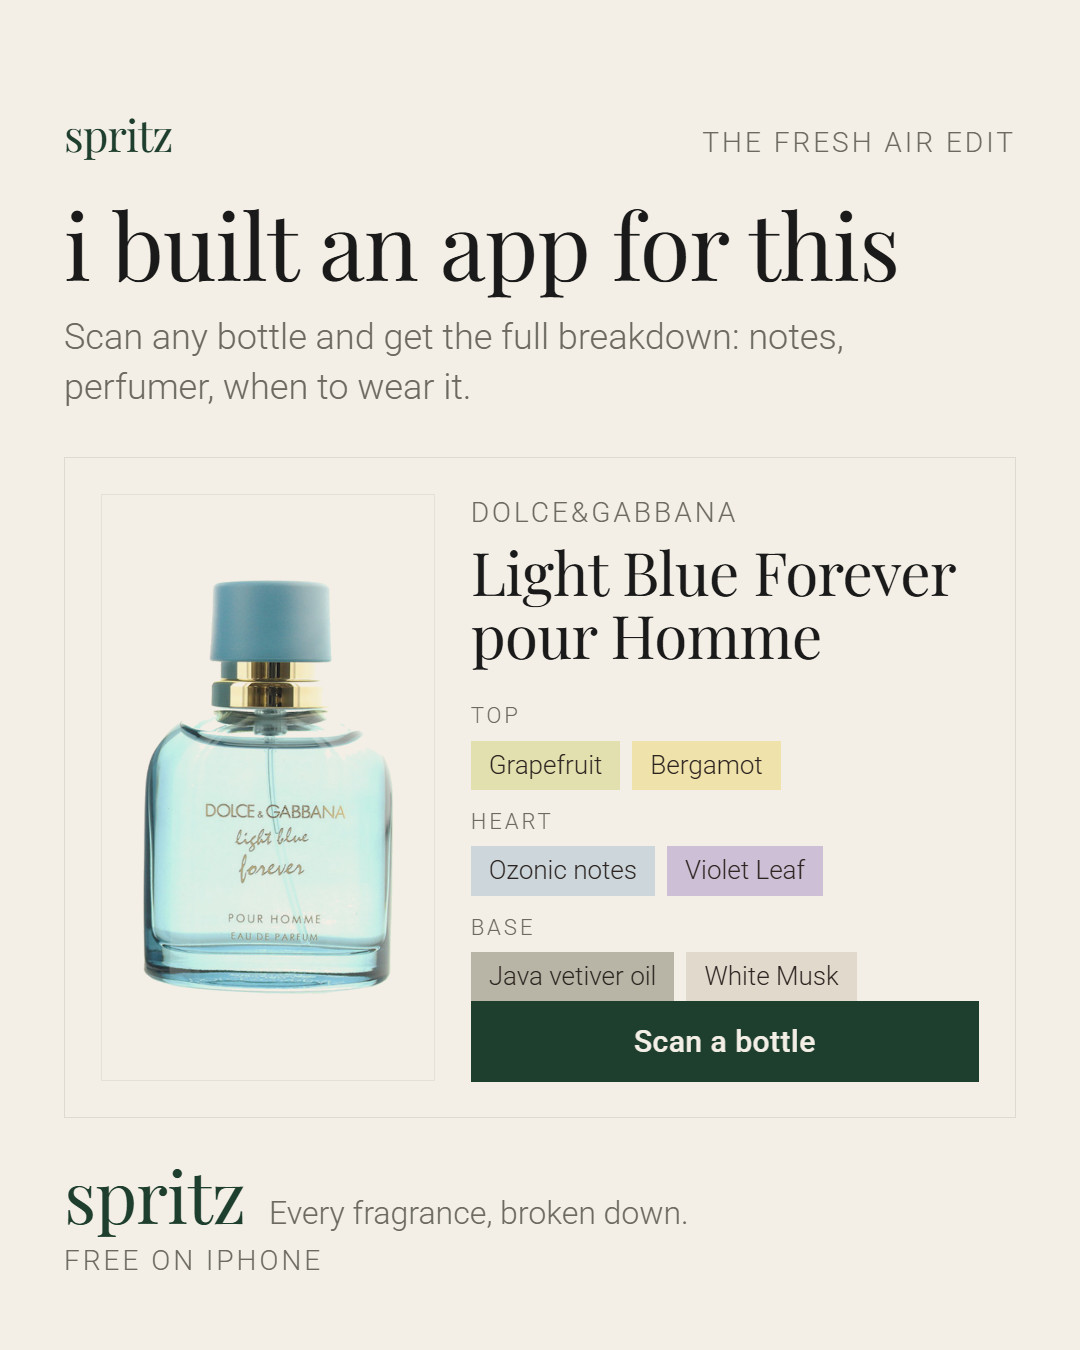 spritz
THE FRESH AIR EDIT
i built an app for this
Scan any bottle and get the full breakdown: notes,
perfumer, when to wear it.
DOLCE&GABBANA
light blue
forever
POUR HOMME
EAU DE PARFUM
DOLCE&GABBANA
Light Blue Forever
pour Homme
TOP
Grapefruit
Bergamot
HEART
Ozonic notes
Violet Leaf
BASE
Java vetiver oil
White Musk
Scan a bottle
spritz
Every fragrance, broken down.
FREE ON IPHONE